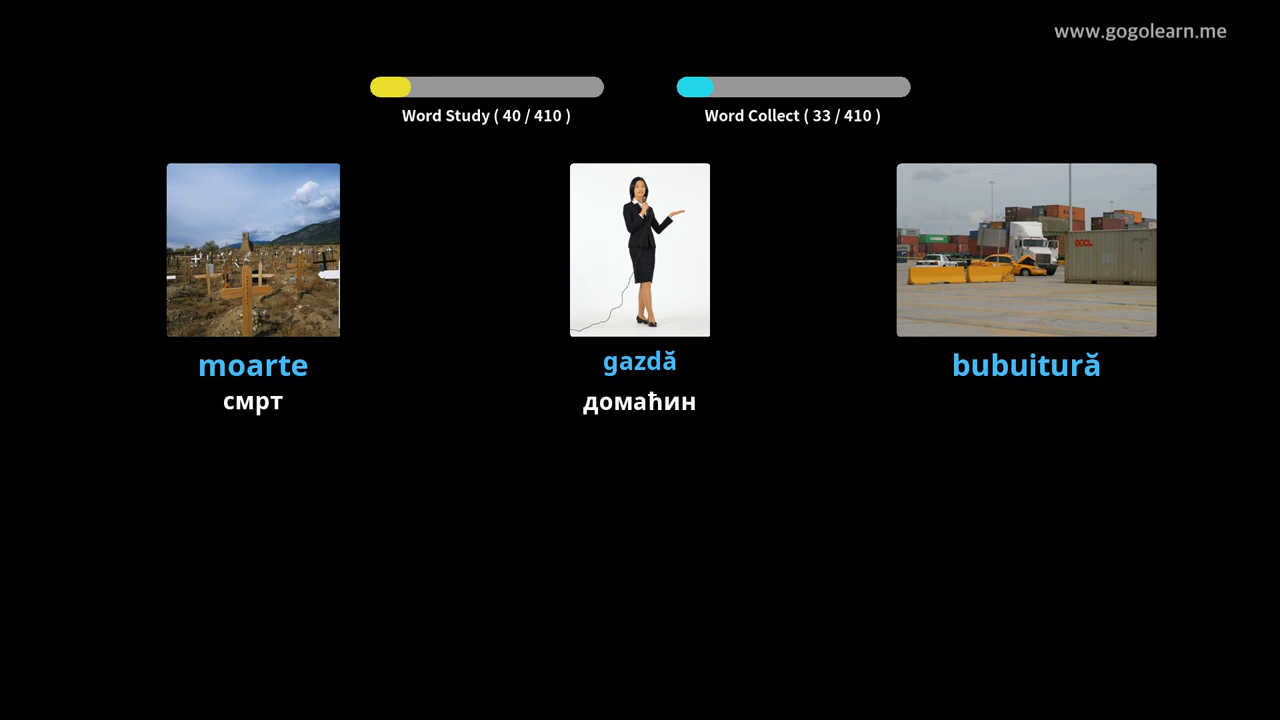 www.gogolearn.me
Word Study ( 40 / 410 )
Word Collect ( 33 / 410 )
moarte
gazdă
bubuitură
смрт
домаћин